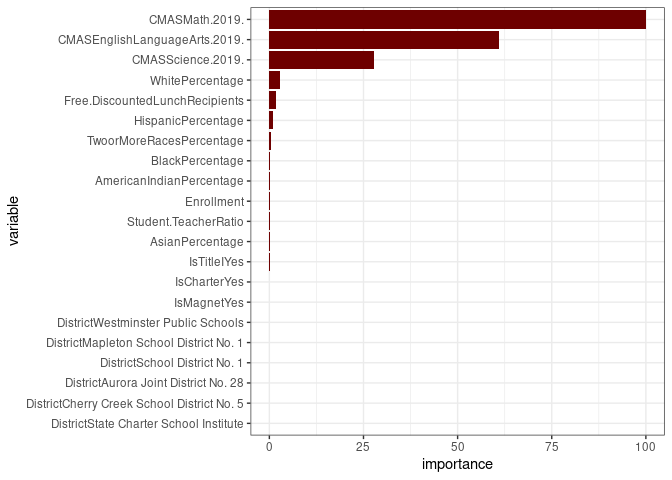 CMASMath.2019.
CMASEnglishLanguageArts.2019.
CMASScience.2019.
WhitePercentage
Free.DiscountedLunchRecipients
HispanicPercentage
TwoorMoreRacesPercentage
BlackPercentage
AmericanIndianPercentage
Enrollment
Student.TeacherRatio
AsianPercentage
IsTitleIYes
IsCharterYes
IsMagnetYes
DistrictWestminster Public Schools
DistrictMapleton School District No. 1
DistrictSchool District No. 1
DistrictAurora Joint District No. 28
DistrictCherry Creek School District No. 5
DistrictState Charter School Institute
variable
0 25 50 75 100
importance